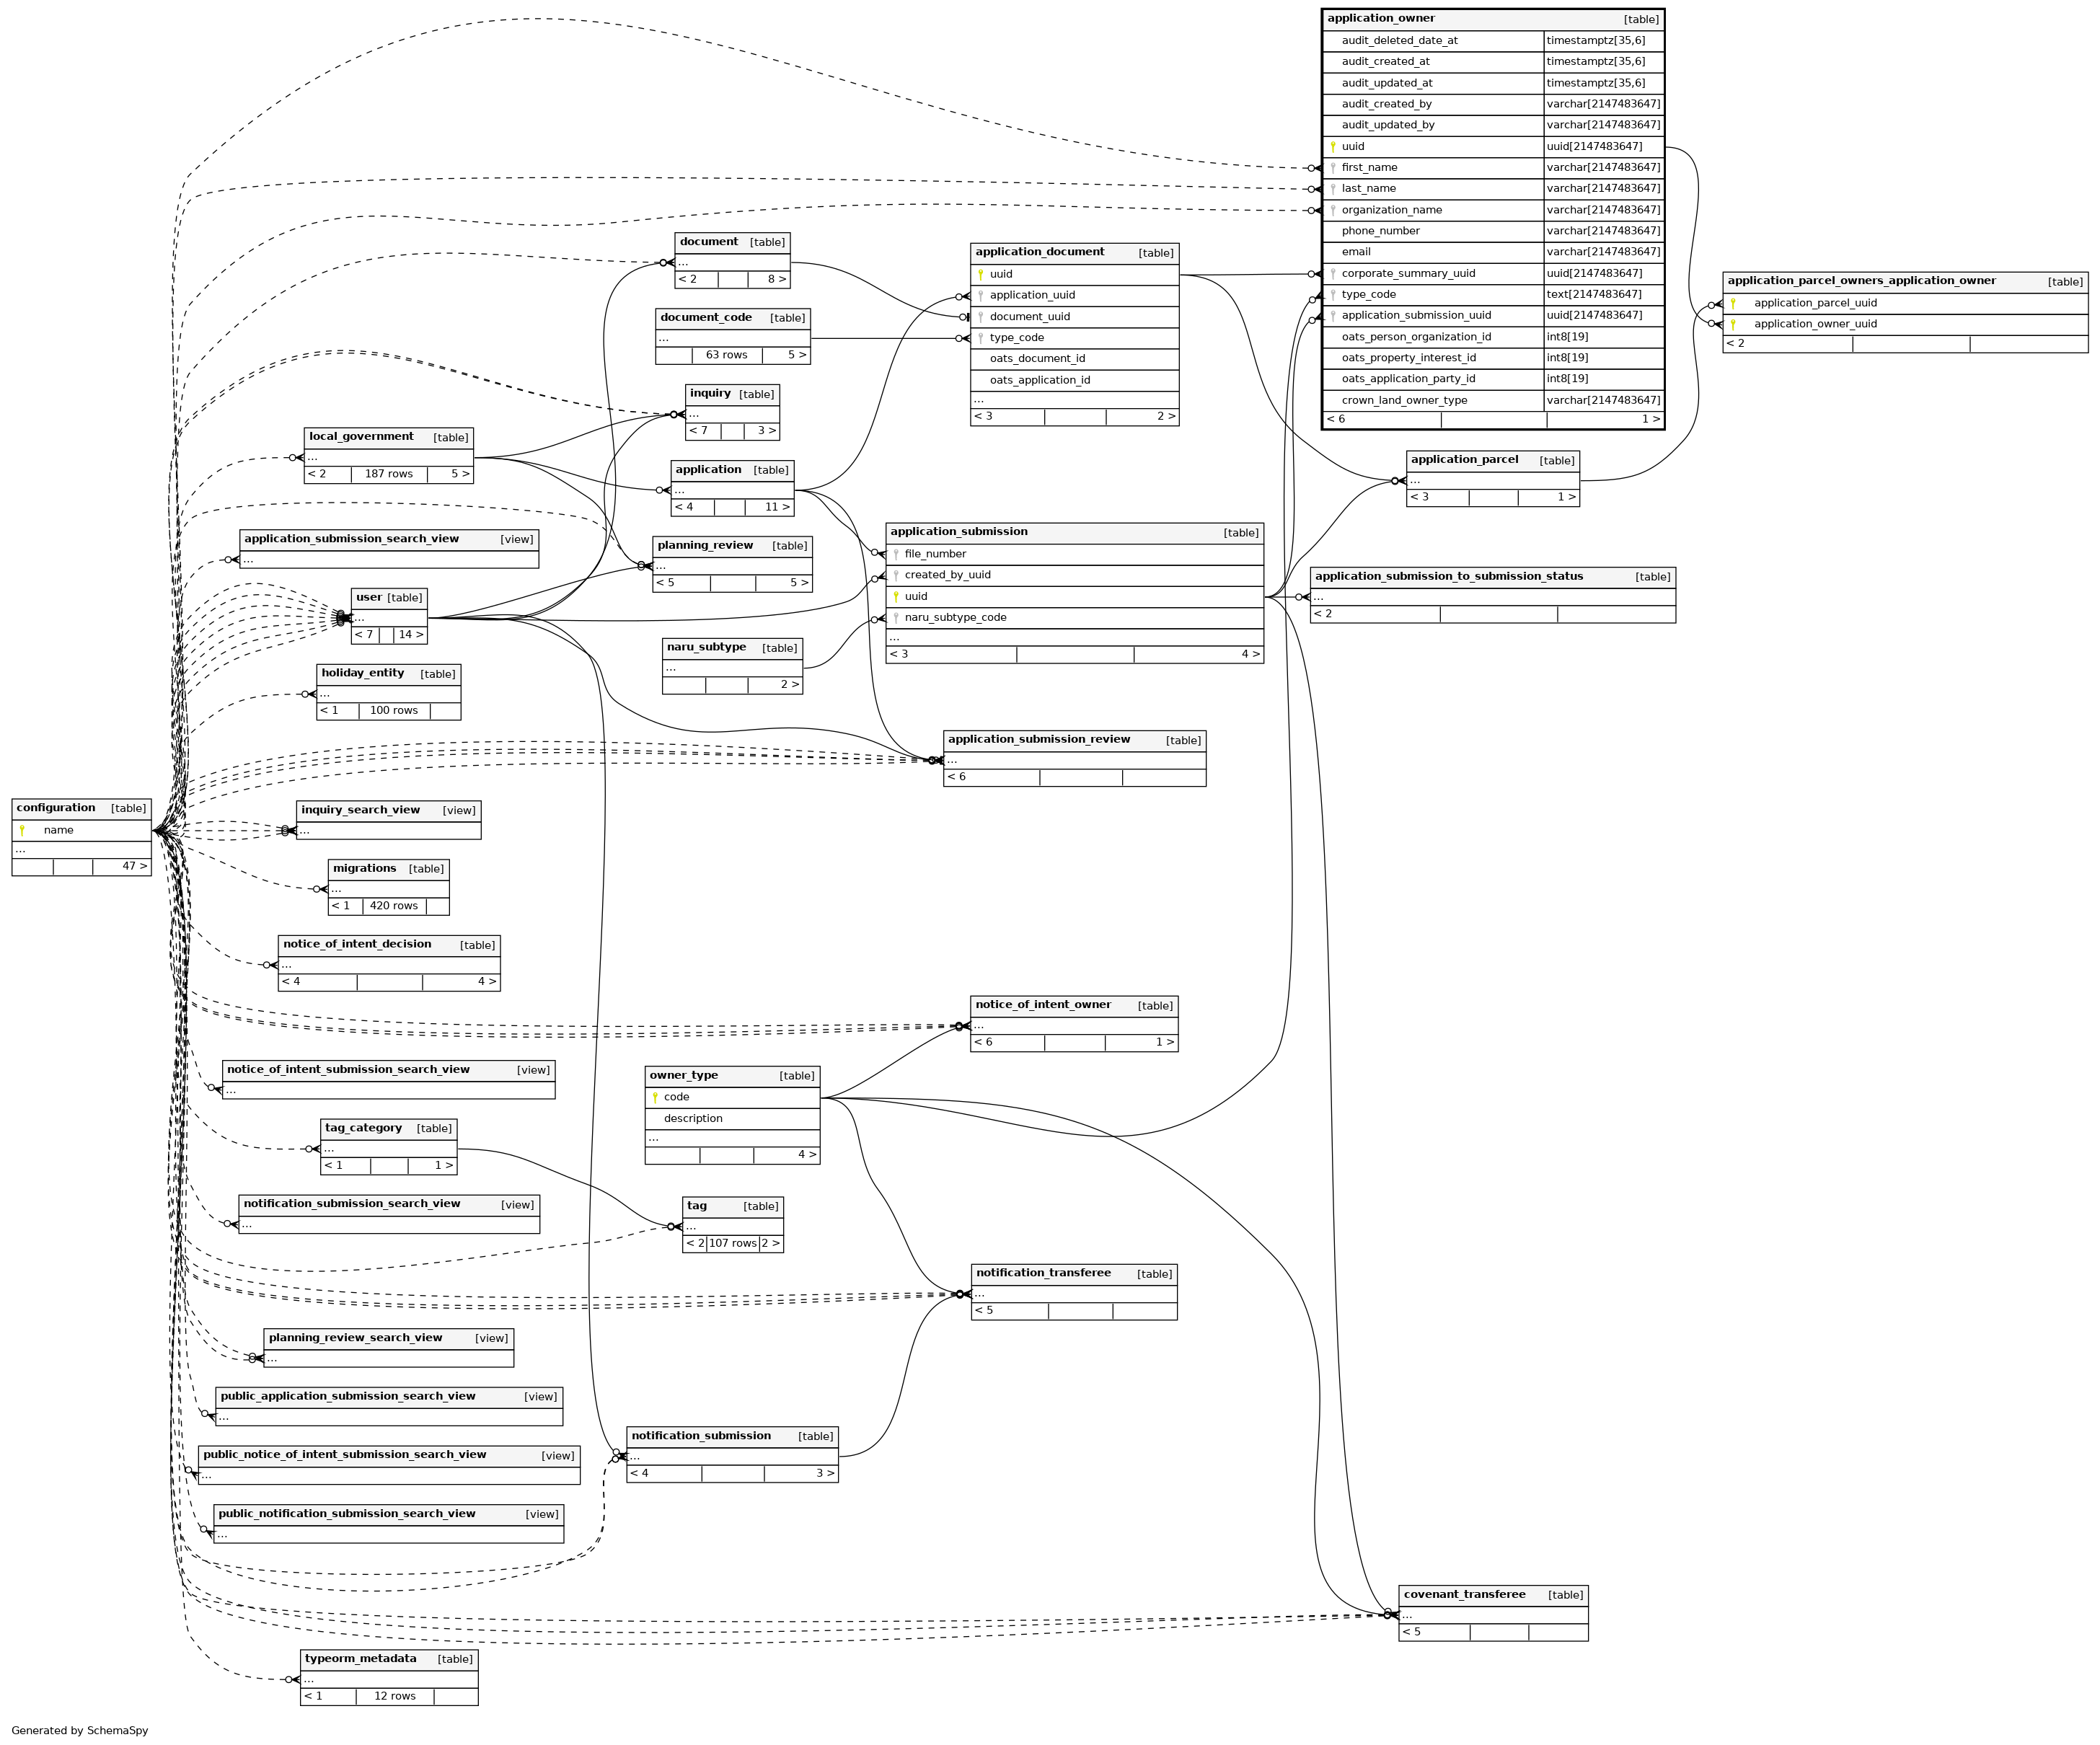 application_owner [table]
audit_deleted_date_at timestamptz[35,6]
audit_created_at timestamptz[35,6]
audit_updated_at timestamptz[35,6]
audit_created_by varchar[2147483647]
audit_updated_by varchar[2147483647]
uuid uuid[2147483647]
first_name varchar[2147483647]
last_name varchar[2147483647]
organization_name varchar[2147483647]
phone_number varchar[2147483647]
email varchar[2147483647]
corporate_summary_uuid uuid[2147483647]
type_code text[2147483647]
application_submission_uuid uuid[2147483647]
oats_person_organization_id int8[19]
oats_property_interest_id int8[19]
oats_application_party_id int8[19]
crown_land_owner_type varchar[2147483647]
< 6 1 >
document [table]
...
< 2 8 >
application_document [table]
uuid
application_uuid
document_uuid
type_code
oats_document_id
oats_application_id
...
< 3 2 >
application_parcel_owners_application_owner [table]
application_parcel_uuid
application_owner_uuid
< 2
document_code [table]
...
63 rows 5 >
inquiry [table]
...
< 7 3 >
local_government [table]
...
< 2 187 rows 5 >
application [table]
...
< 4 11 >
application_parcel [table]
...
< 3 1 >
application_submission_search_view [view]
...
planning_review [table]
...
< 5 5 >
application_submission [table]
file_number
created_by_uuid
uuid
naru_subtype_code
...
< 3 4 >
application_submission_to_submission_status [table]
...
< 2
user [table]
...
< 7 14 >
naru_subtype [table]
...
2 >
holiday_entity [table]
...
< 1 100 rows
application_submission_review [table]
...
< 6
configuration [table]
name
...
47 >
inquiry_search_view [view]
...
migrations [table]
...
< 1 420 rows
notice_of_intent_decision [table]
...
< 4 4 >
notice_of_intent_owner [table]
...
< 6 1 >
notice_of_intent_submission_search_view [view]
...
owner_type [table]
code
description
...
4 >
tag_category [table]
...
< 1 1 >
notification_submission_search_view [view]
...
tag [table]
...
< 2 107 rows 2 >
notification_transferee [table]
...
< 5
planning_review_search_view [view]
...
public_application_submission_search_view [view]
...
notification_submission [table]
...
< 4 3 >
public_notice_of_intent_submission_search_view [view]
...
public_notification_submission_search_view [view]
...
covenant_transferee [table]
...
< 5
typeorm_metadata [table]
...
< 1 12 rows
Generated by SchemaSpy